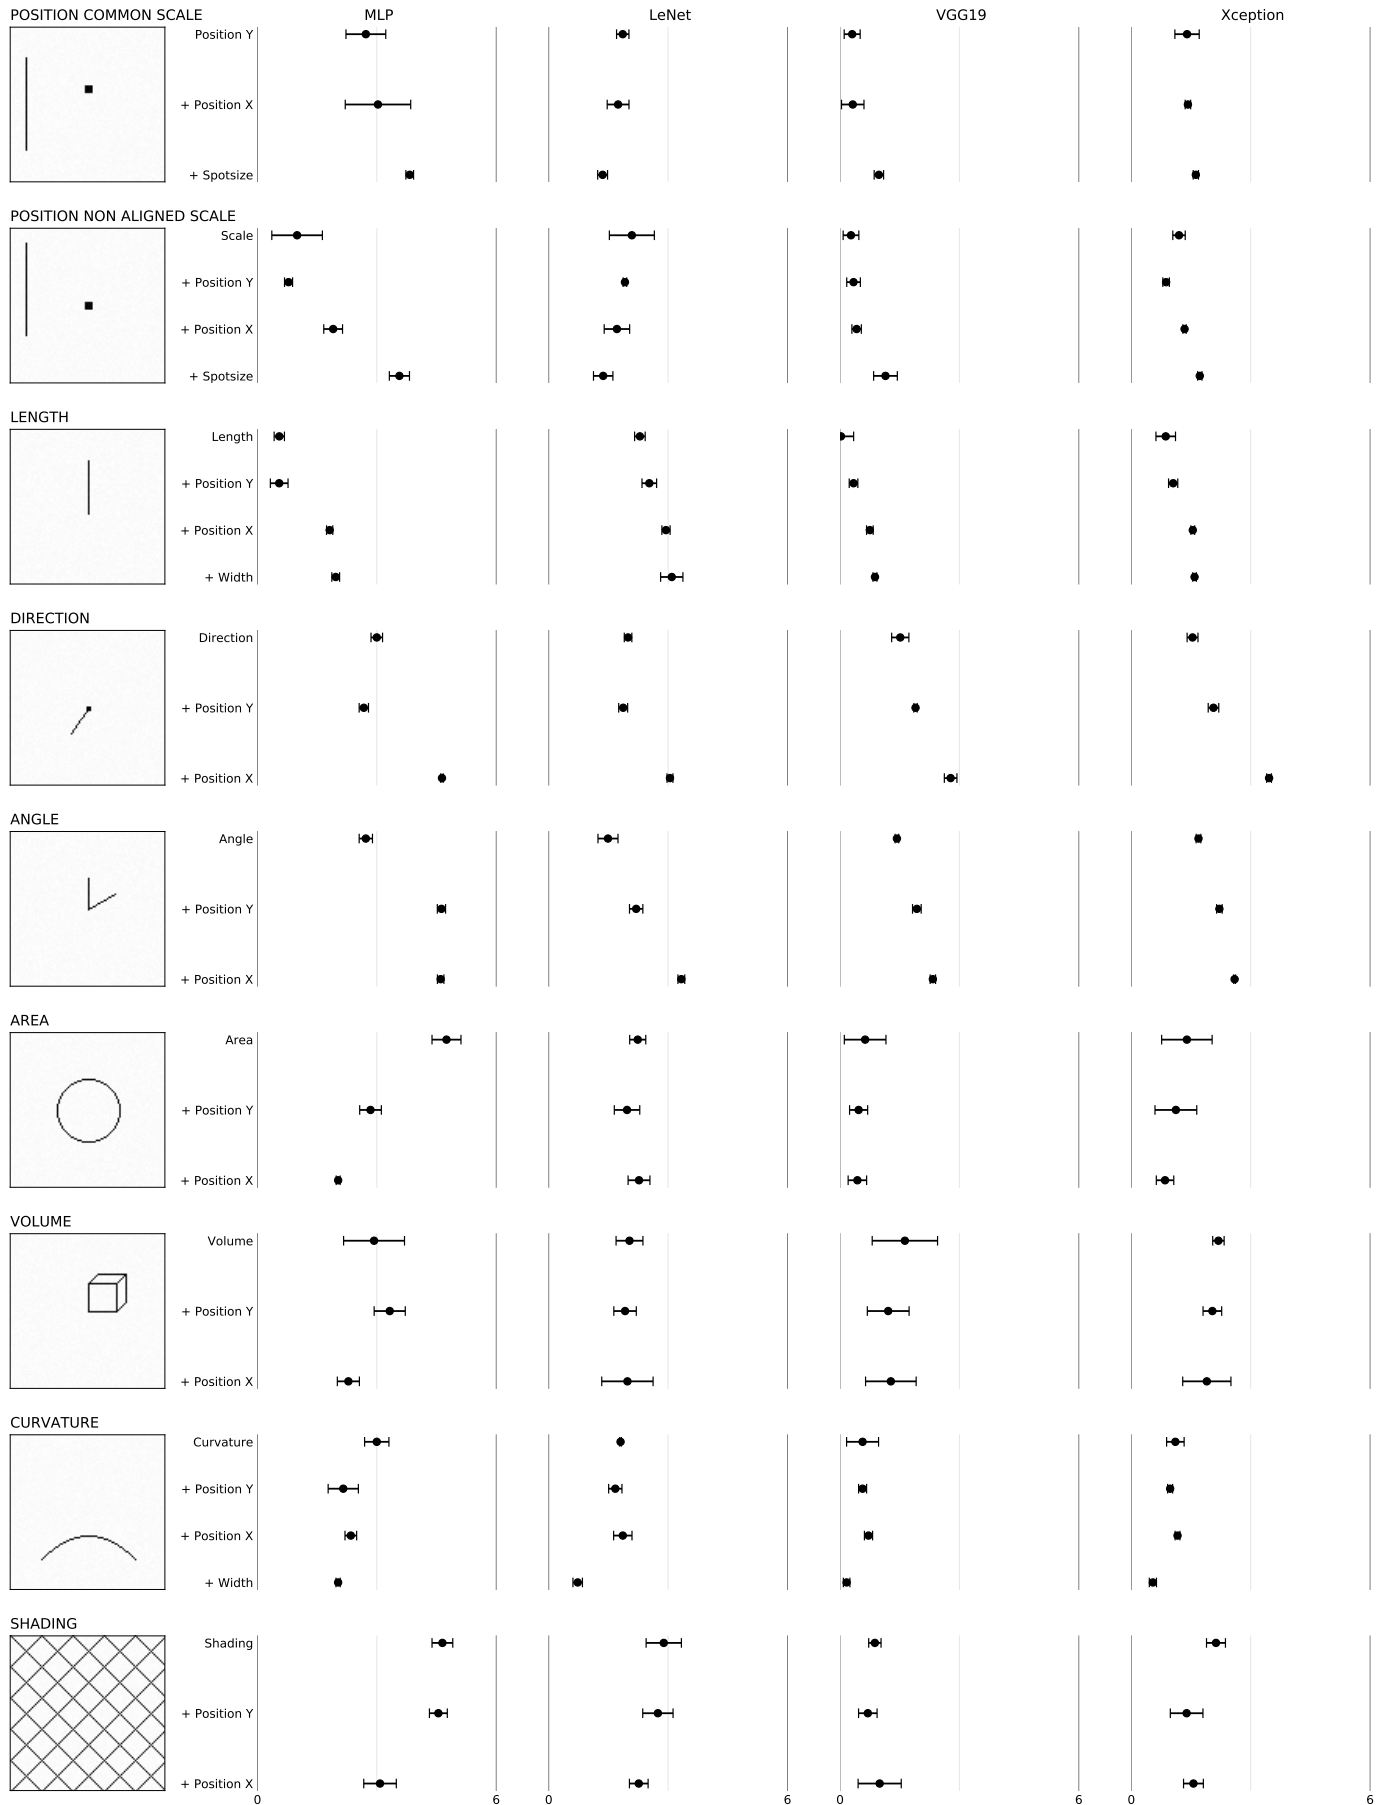 POSITION COMMON SCALE MLP LeNet VGG19 Xception
Position Y
+ Position X
+ Spotsize
POSITION NON ALIGNED SCALE
Scale
+ Position Y
+ Position X
+ Spotsize
LENGTH
Length
+ Position Y
+ Position X
+ Width
DIRECTION
Direction
+ Position Y
+ Position X
ANGLE
Angle
+ Position Y
+ Position X
AREA
Area
+ Position Y
+ Position X
VOLUME
Volume
+ Position Y
+ Position X
CURVATURE
Curvature
+ Position Y
+ Position X
+ Width
SHADING
Shading
+ Position Y
+ Position X
0 6 0 6 0 6 0 6